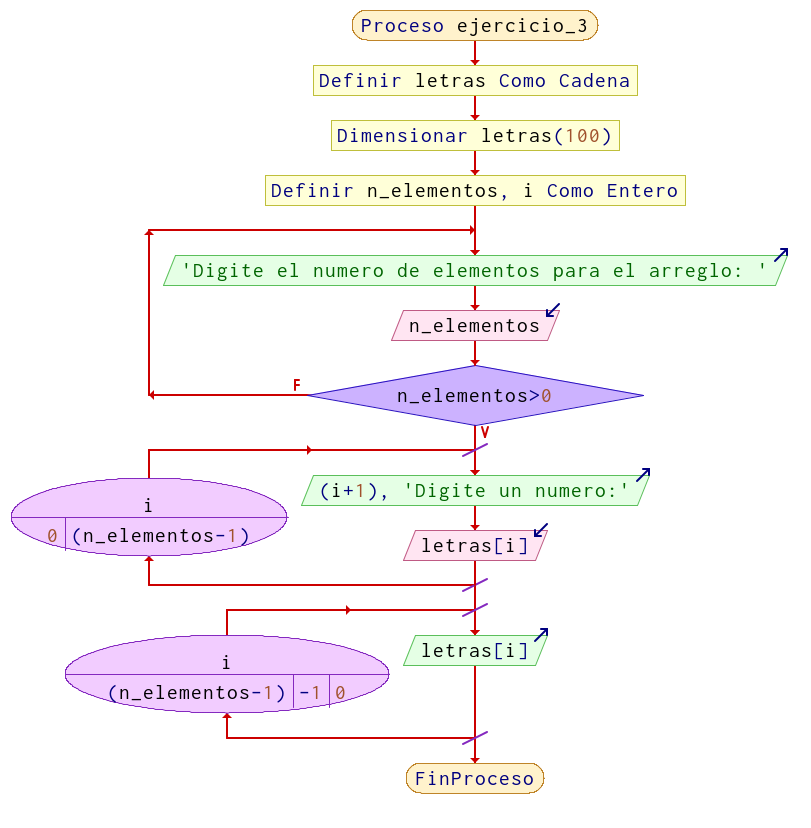 Proceso ejercicio_3
Definir letras Como Cadena
Dimensionar letras(100)
Definir n_elementos, i Como Entero
'Digite el numero de elementos para el arreglo: '
n_elementos
F
n_elementos>0
V
i
0 (n_elementos-1)
(i+1), 'Digite un numero:'
letras[i]
i
(n_elementos-1) -1 0
letras[i]
FinProceso